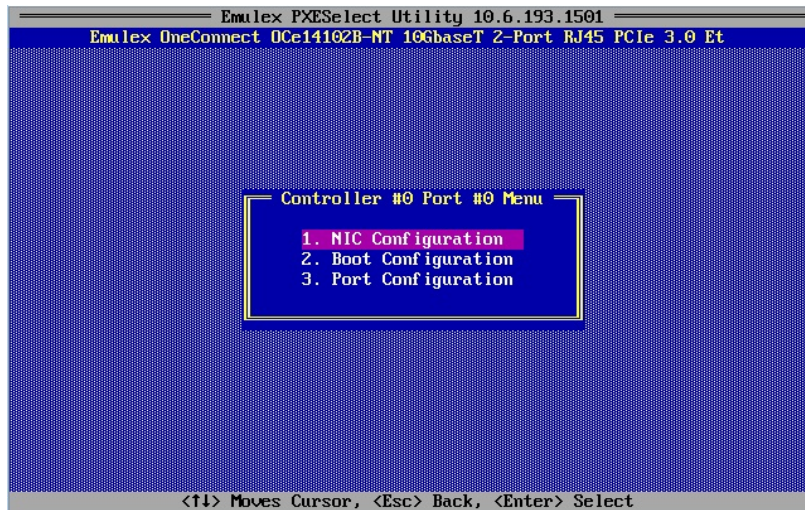 Emulex PXESelect Utility 10.6.193.1501
Emulex OneConnect OCe14102B-NT 10GbaseT 2-Port RJ45 PCIe 3.0 Et
Controller #0 Port #0 Menu
1. NIC Configuration
2. Boot Configuration
3. Port Configuration
<↑↓> Moves Cursor, <Esc> Back, <Enter> Select